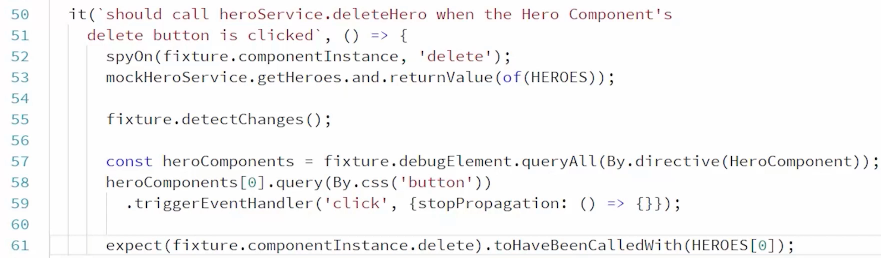 50 it(`should call heroService.deleteHero when the Hero Component's
51 delete button is clicked`, () => {
52 spyOn(fixture.componentInstance, 'delete');
53 mockHeroService.getHeroes.and.returnValue(of(HEROES));
54
55 fixture.detectChanges();
56
57 const heroComponents = fixture.debugElement.queryAll(By.directive(HeroComponent));
58 heroComponents[0].query(By.css('button'))
59 .triggerEventHandler('click', {stopPropagation: () => {}});
60
61 expect(fixture.componentInstance.delete).toHaveBeenCalledWith(HEROES[0]);